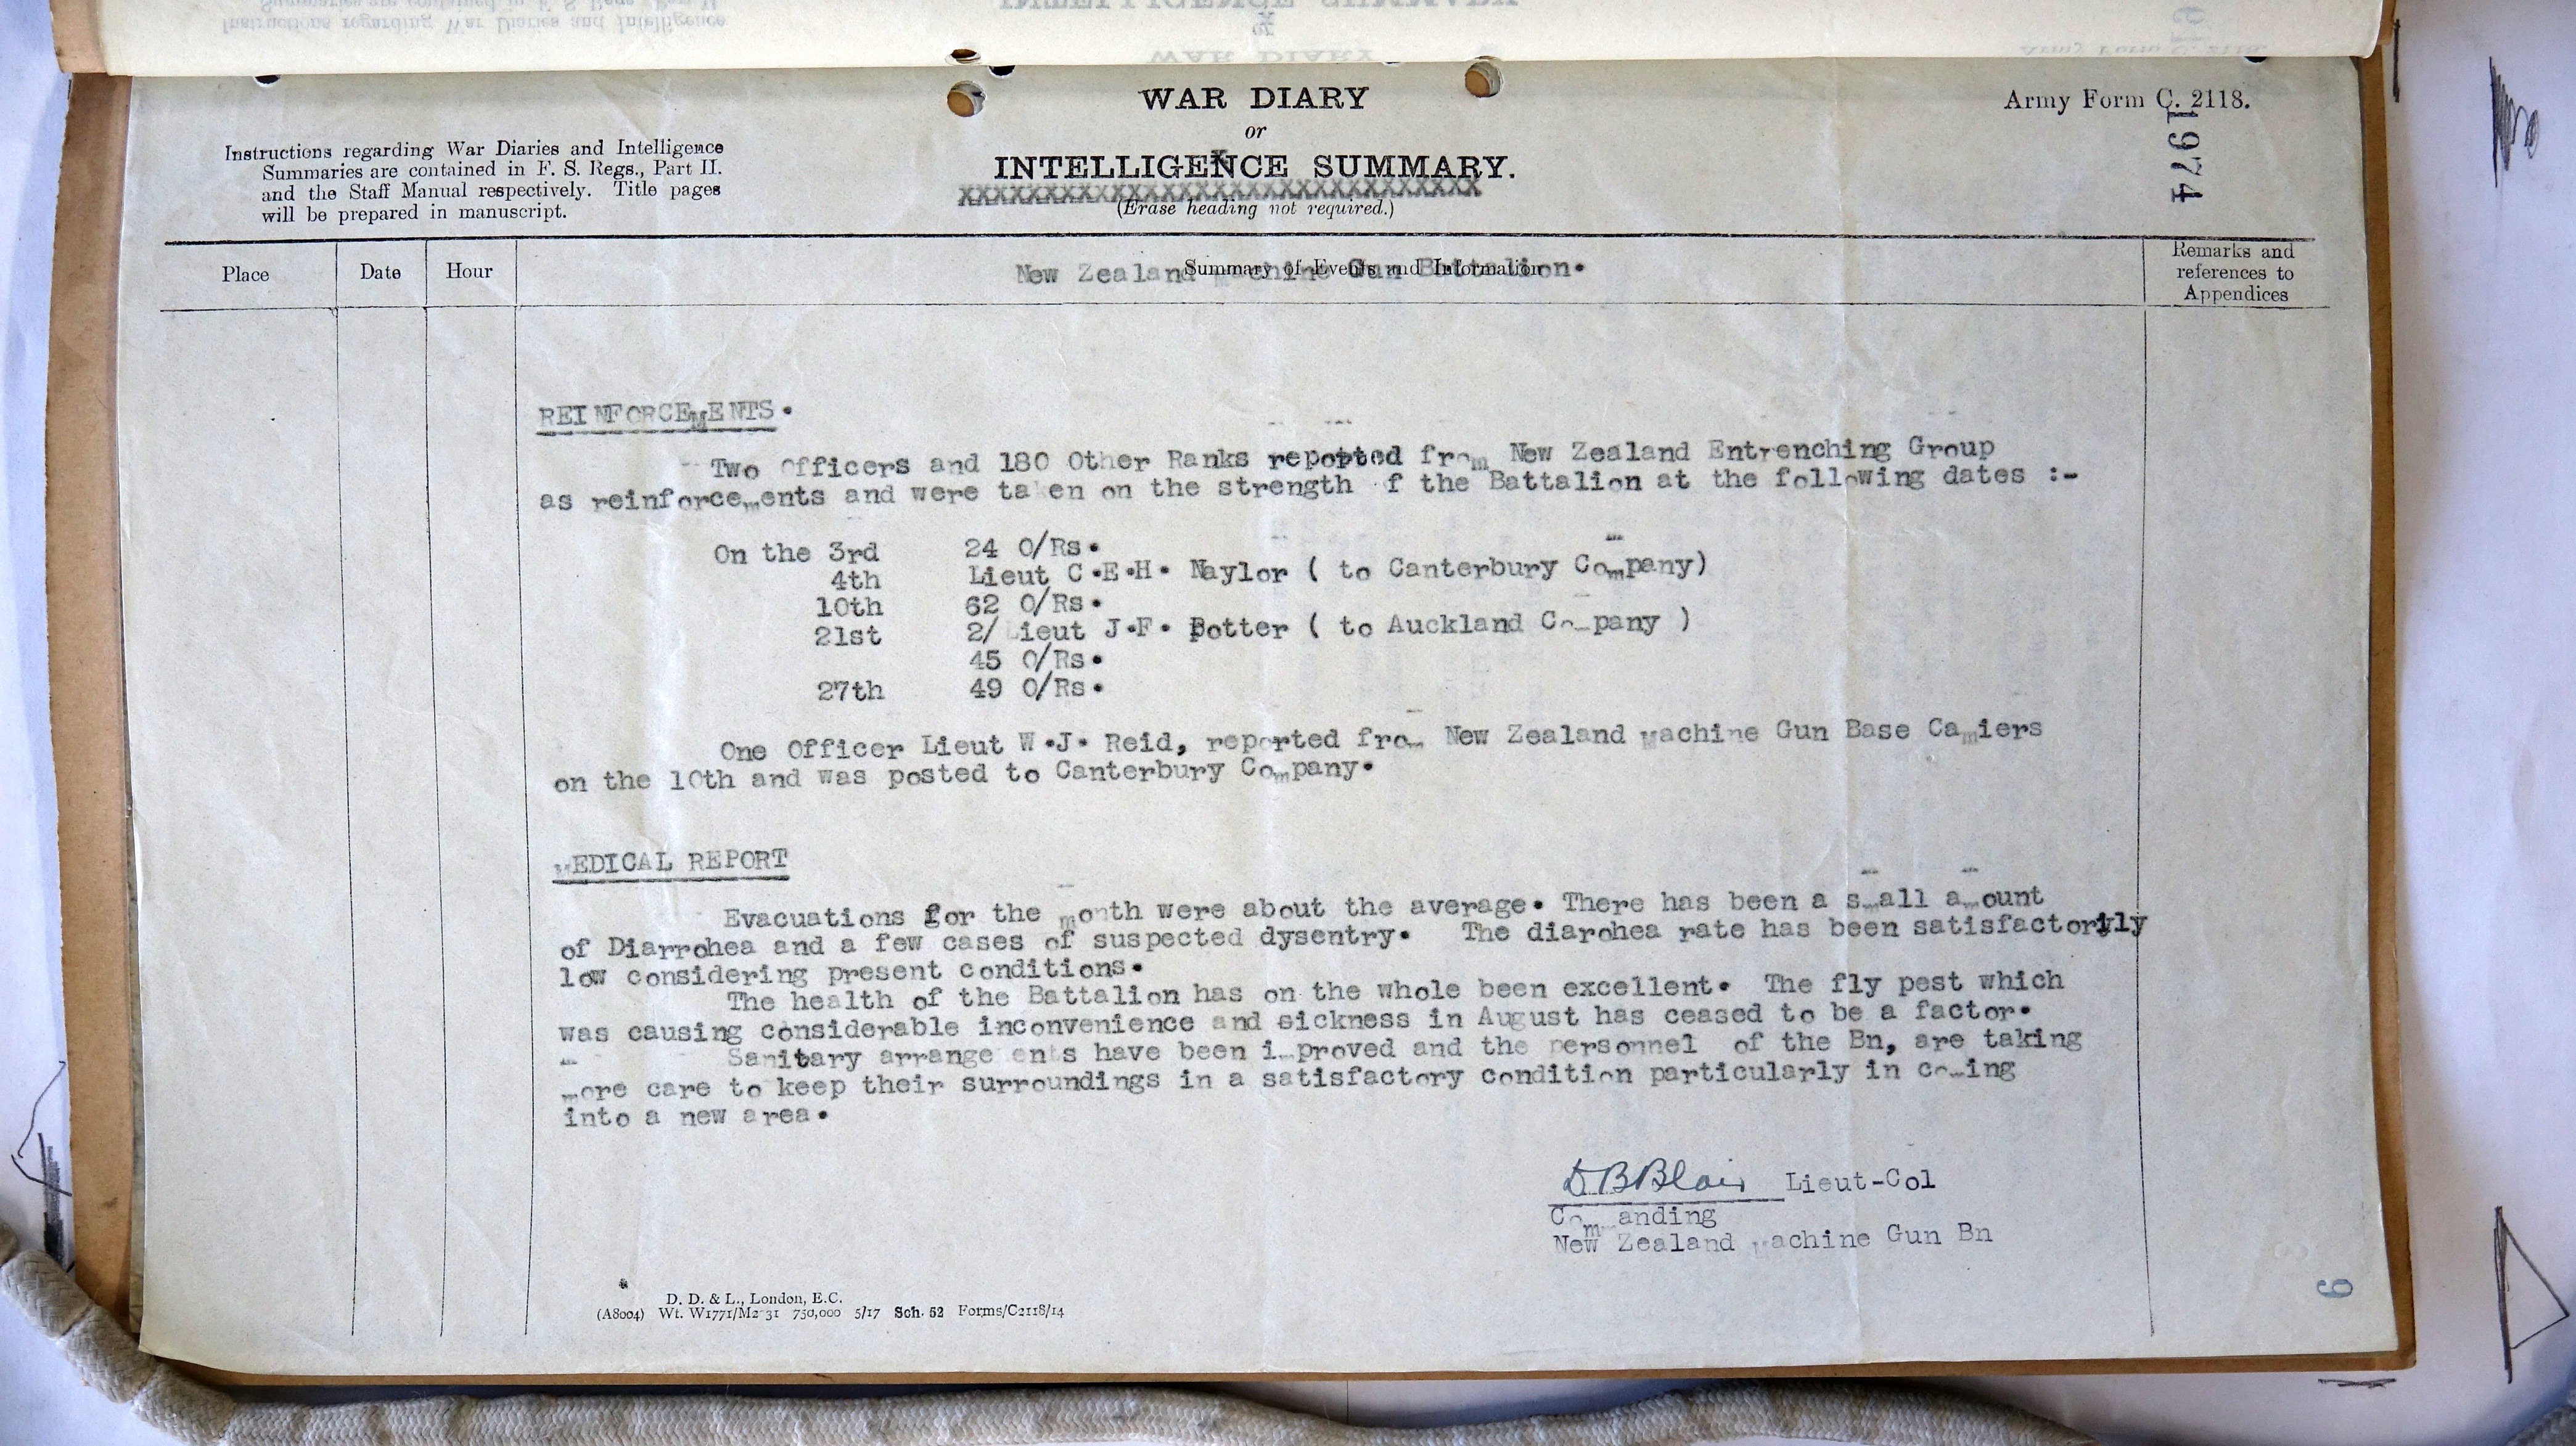 WAR DIARY
or
INTELLIGENCE SUMMARY.
XXXXXXXXXXXXXXXXXXXXXXXXXXXXXXXX
(Erase heading not required.)
Army Form C. 2118.
1974
Instructions regarding War Diaries and Intelligence
Summaries are contained in F. S. Regs., Part II.
and the Staff Manual respectively. Title pages
will be prepared in manuscript.
Place
Date
Hour
Summary of Events and Information
New Zealand Machine Gun Battalion.
Remarks and
references to
Appendices
REINFORCEMENTS.
Two Officers and 180 Other Ranks reported from New Zealand Entrenching Group
as reinforcements and were taken on the strength of the Battalion at the following dates :-
On the 3rd 24 O/Rs.
4th Lieut C.E.H. Naylor ( to Canterbury Company)
10th 62 O/Rs.
21st 2/Lieut J.F. Potter ( to Auckland Company )
45 O/Rs.
27th 49 O/Rs.
One Officer Lieut W.J. Reid, reported from New Zealand Machine Gun Base Camiers
on the 10th and was posted to Canterbury Company.
MEDICAL REPORT
Evacuations for the month were about the average. There has been a small amount
of Diarrohea and a few cases of suspected dysentry. The diarohea rate has been satisfactorily
low considering present conditions.
The health of the Battalion has on the whole been excellent. The fly pest which
was causing considerable inconvenience and sickness in August has ceased to be a factor.
Sanitary arrangements have been improved and the personnel of the Bn, are taking
more care to keep their surroundings in a satisfactory condition particularly in coming
into a new area.
D B Blair Lieut-Col
Commanding
New Zealand Machine Gun Bn
D. D. & L., London, E.C.
(A8004) Wt. W1771/M2 31 750,000 5/17 Sch. 52 Forms/C2118/14
6